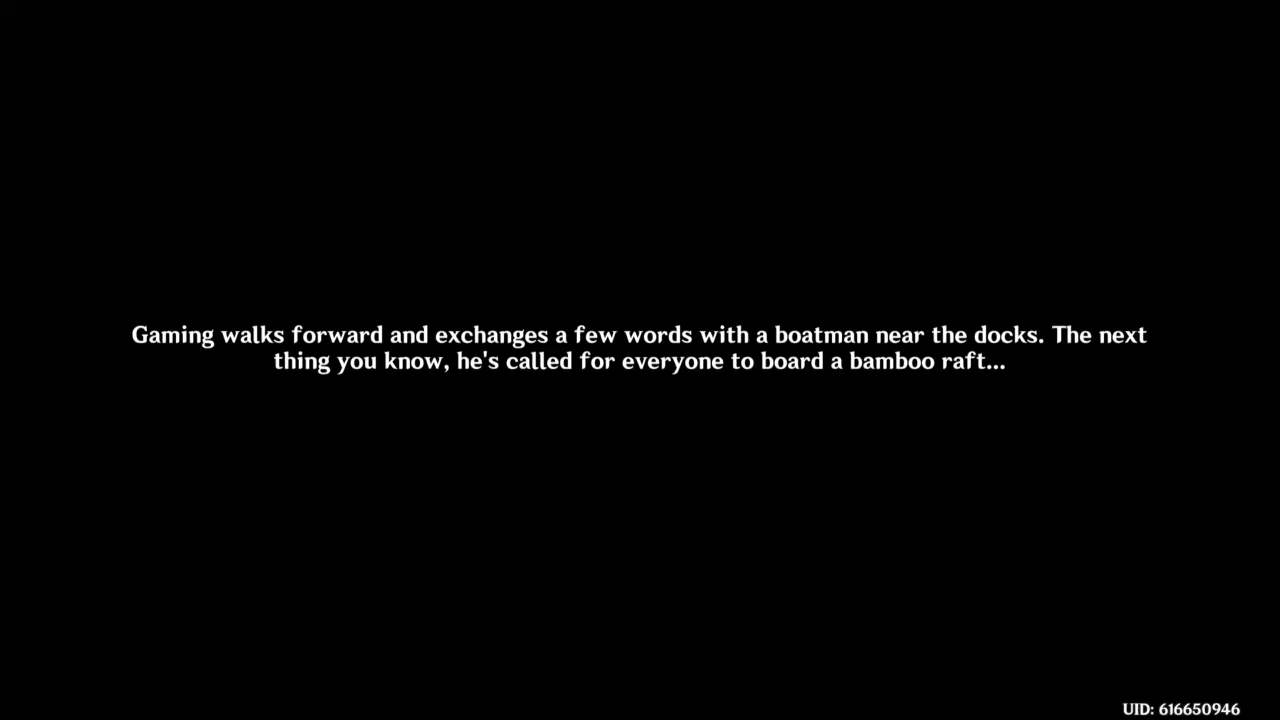 Gaming walks forward and exchanges a few words with a boatman near the docks. The next
thing you know, he's called for everyone to board a bamboo raft...
UID: 616650946